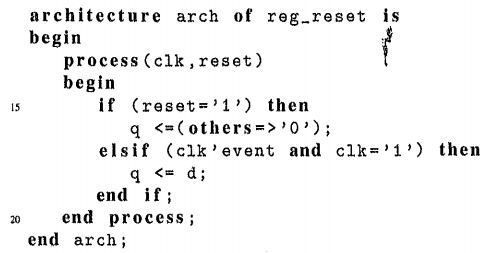 architecture arch of reg_reset is
begin
process(clk,reset)
begin
15 if (reset='1') then
q <=(others=>'0');
elsif (clk'event and clk='1') then
q <= d;
end if;
20 end process;
end arch;